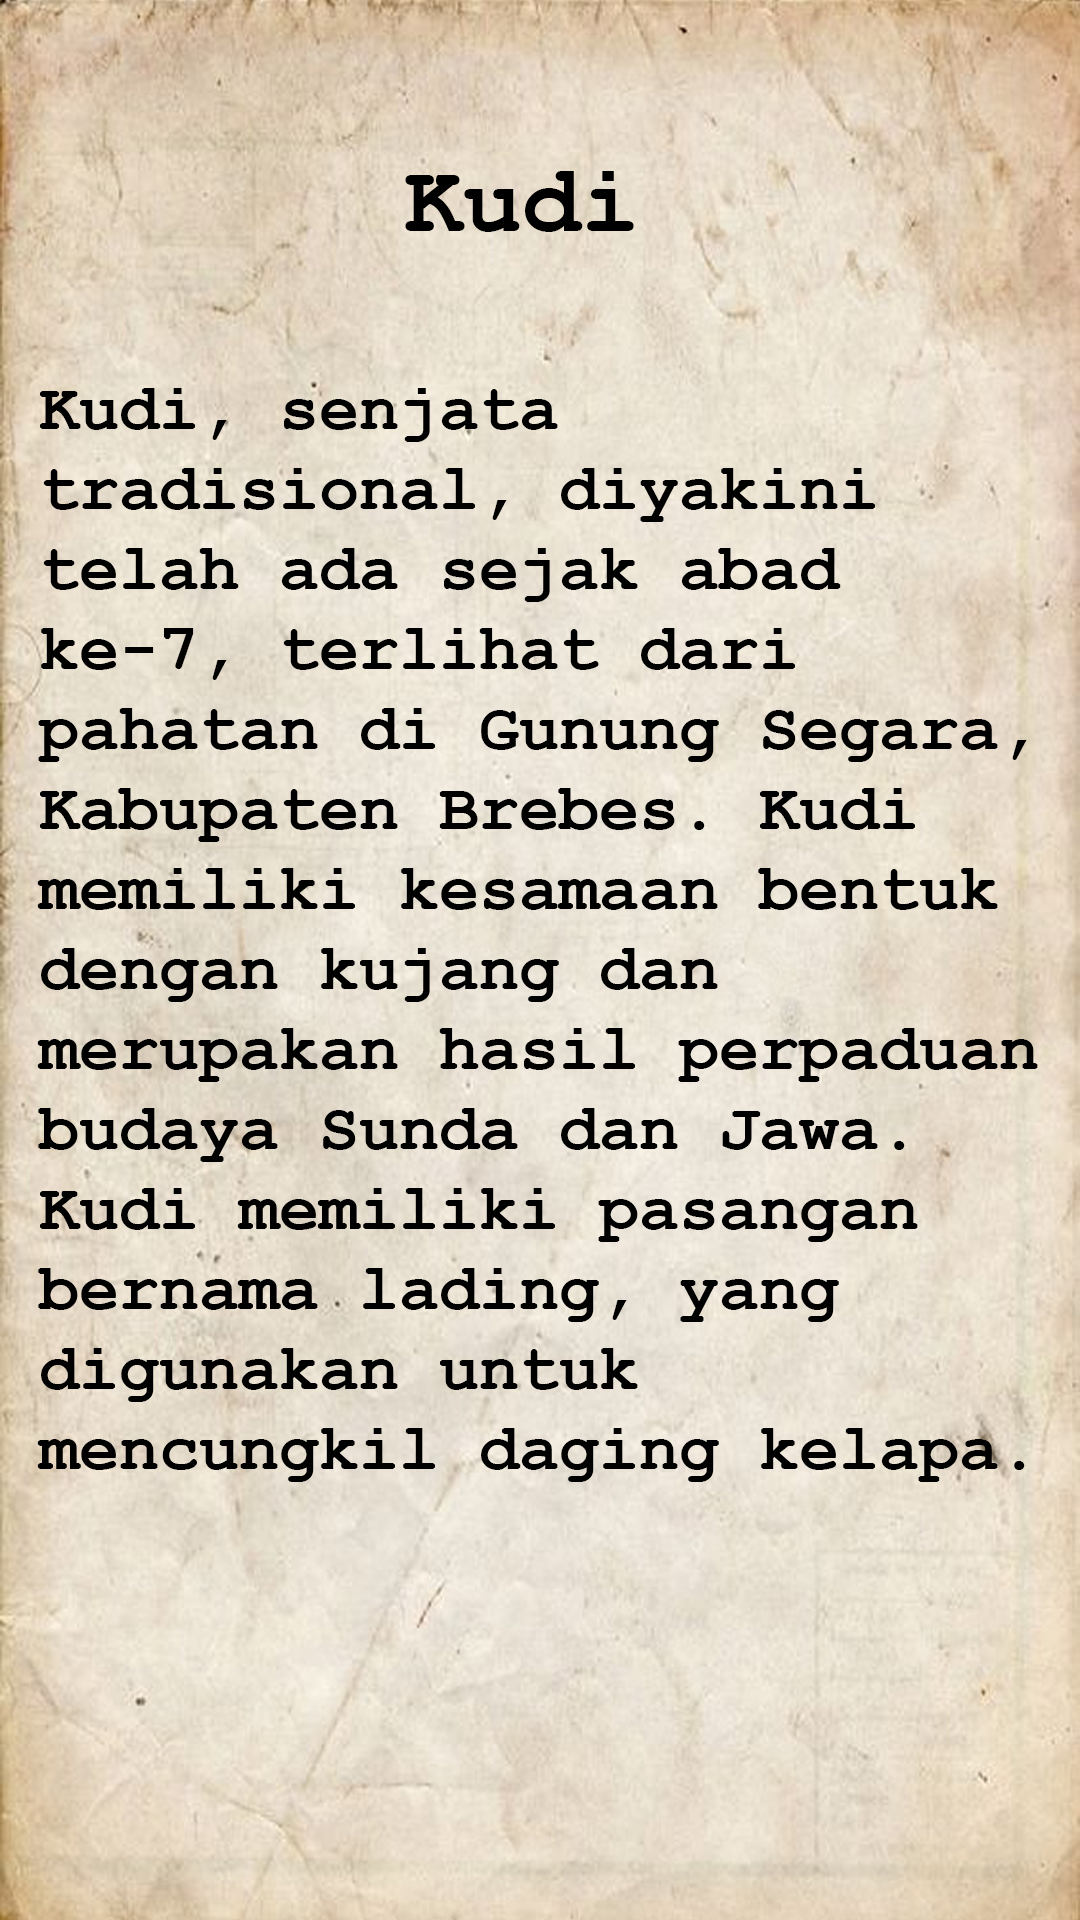 Kudi
Kudi, senjata
tradisional, diyakini
telah ada sejak abad
ke-7, terlihat dari
pahatan di Gunung Segara,
Kabupaten Brebes. Kudi
memiliki kesamaan bentuk
dengan kujang dan
merupakan hasil perpaduan
budaya Sunda dan Jawa.
Kudi memiliki pasangan
bernama lading, yang
digunakan untuk
mencungkil daging kelapa.